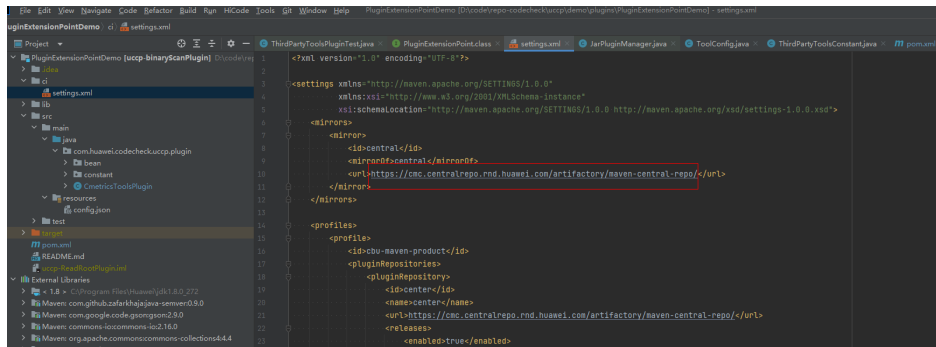 File Edit View Navigate Code Refactor Build Run HiCode Tools Git Window Help PluginExtensionPointDemo [D:\code\repo-codecheck\uccp\demo\plugins\PluginExtensionPointDemo] - settings.xml
uginExtensionPointDemo ci settings.xml
Project ThirdPartyToolsPluginTest.java PluginExtensionPoint.class settings.xml JarPluginManager.java ToolConfig.java ThirdPartyToolsConstant.java pom.xml
PluginExtensionPointDemo [uccp-binaryScanPlugin] D:\code\re
.idea
ci
settings.xml
lib
src
main
java
com.huawei.codecheck.uccp.plugin
bean
constant
CmetricsToolsPlugin
resources
config.json
test
target
pom.xml
README.md
uccp-ReadRootPlugin.iml
External Libraries
< 1.8 > C:\Program Files\Huawei\jdk1.8.0_272
Maven: com.github.zafarkhaja:java-semver:0.9.0
Maven: com.google.code.gson:gson:2.9.0
Maven: commons-io:commons-io:2.16.0
Maven: org.apache.commons:commons-collections4:4.4
1 <?xml version="1.0" encoding="UTF-8"?>
2
3 <settings xmlns="http://maven.apache.org/SETTINGS/1.0.0"
4 xmlns:xsi="http://www.w3.org/2001/XMLSchema-instance"
5 xsi:schemaLocation="http://maven.apache.org/SETTINGS/1.0.0 http://maven.apache.org/xsd/settings-1.0.0.xsd">
6 <mirrors>
7 <mirror>
8 <id>central</id>
9 <mirrorOf>central</mirrorOf>
10 <url>https://cmc.centralrepo.rnd.huawei.com/artifactory/maven-central-repo/</url>
11 </mirror>
12 </mirrors>
13
14 <profiles>
15 <profile>
16 <id>cbu-maven-product</id>
17 <pluginRepositories>
18 <pluginRepository>
19 <id>center</id>
20 <name>center</name>
21 <url>https://cmc.centralrepo.rnd.huawei.com/artifactory/maven-central-repo/</url>
22 <releases>
23 <enabled>true</enabled>